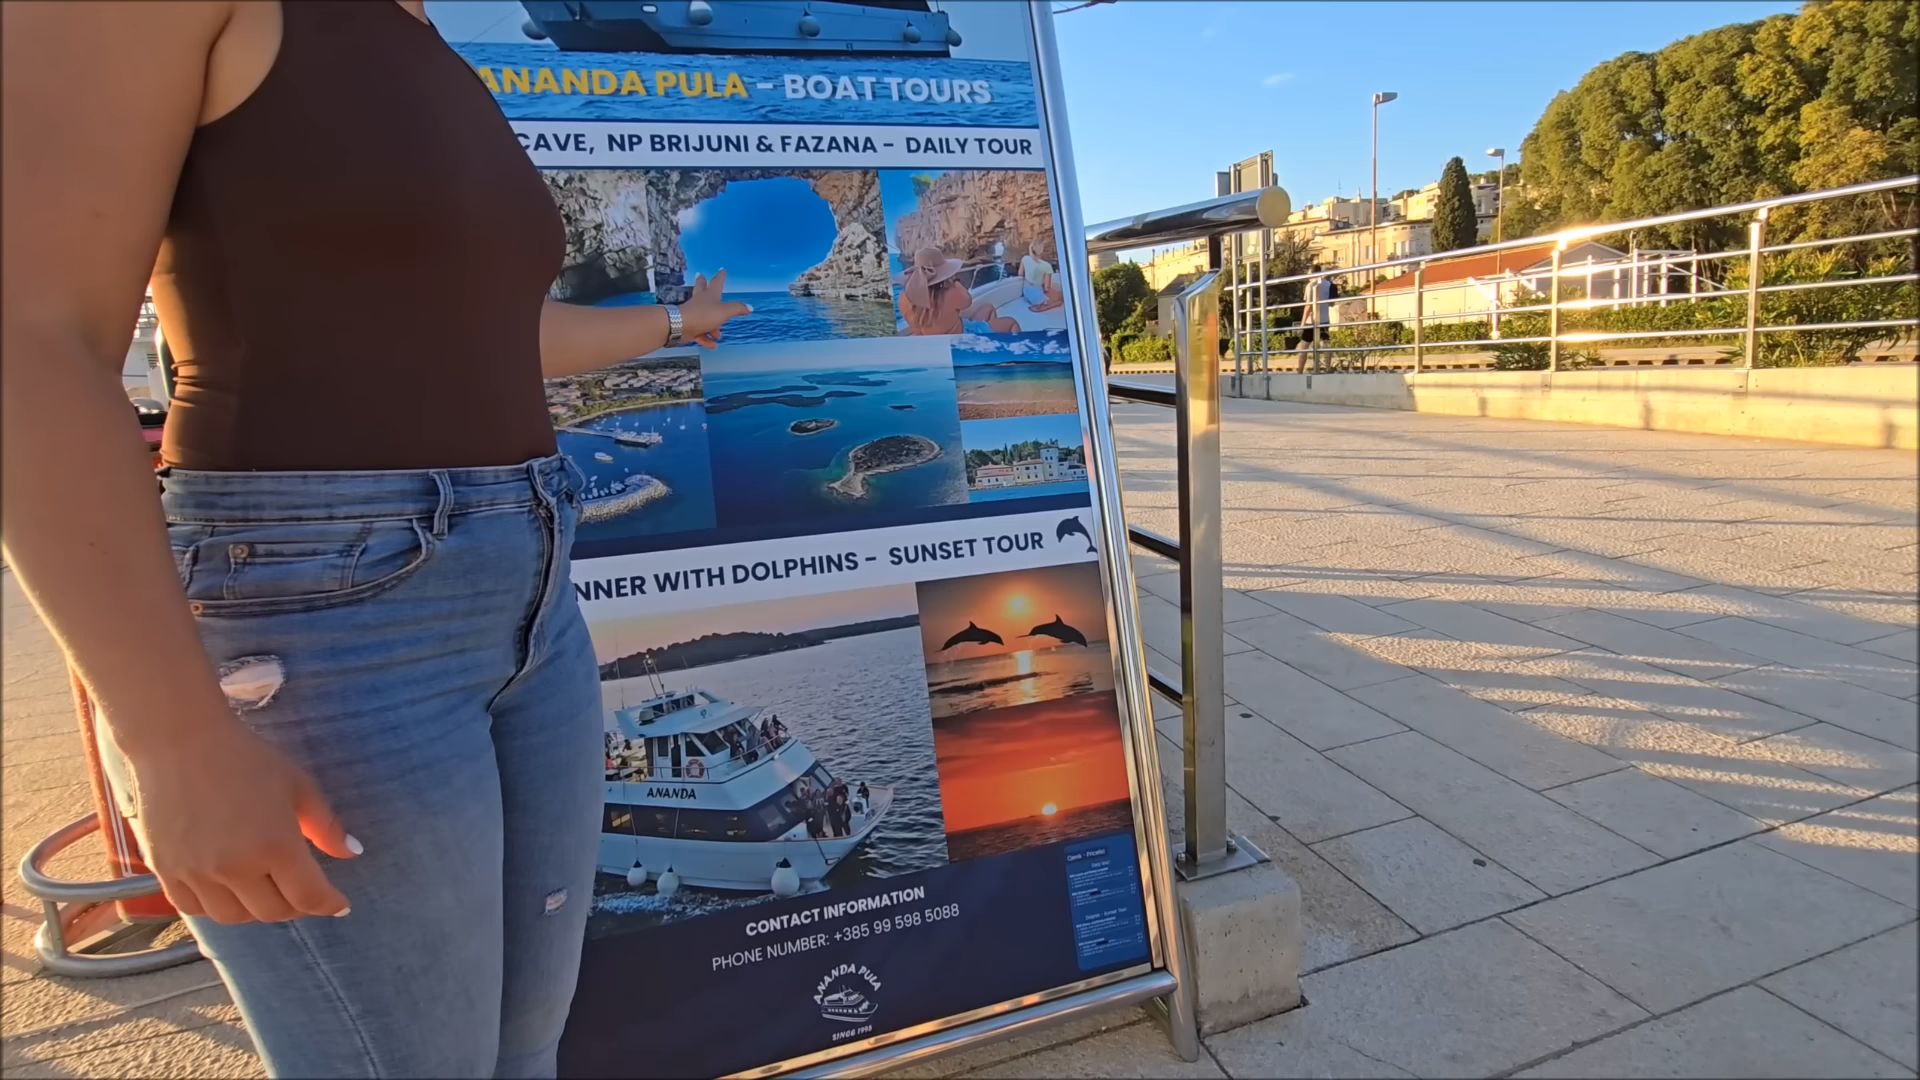 ANANDA PULA - BOAT TOURS
CAVE, NP BRIJUNI & FAZANA - DAILY TOUR
NNER WITH DOLPHINS - SUNSET TOUR
ANANDA
CONTACT INFORMATION
PHONE NUMBER: +385 99 598 5088
ANANDA PULA
SINCE 1995